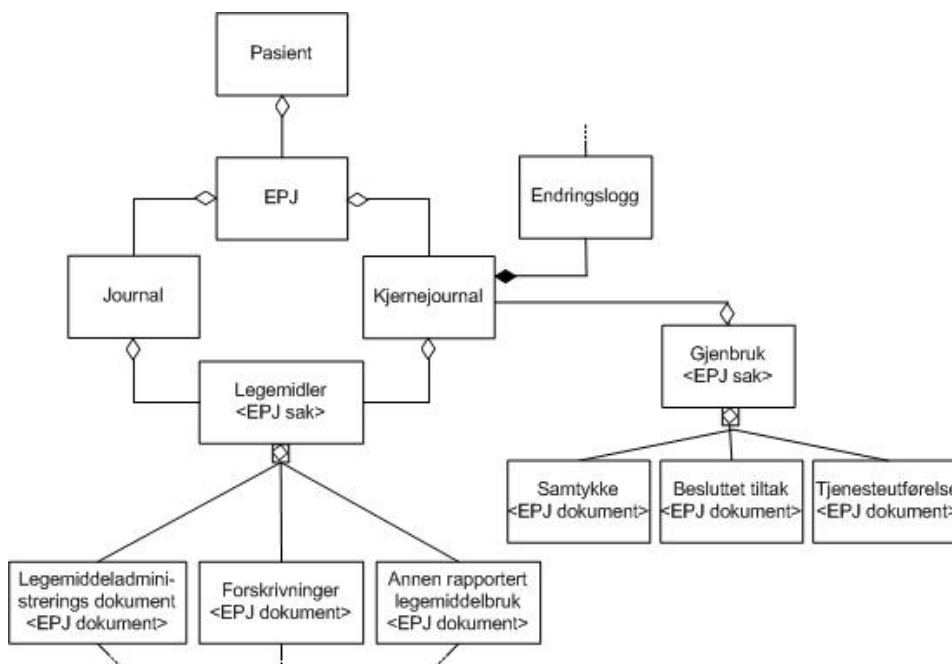 Pasient
EPJ
Endringslogg
Journal
Kjernejournal
Gjenbruk
<EPJ sak>
Legemidler
<EPJ sak>
Samtykke
<EPJ dokument>
Besluttet tiltak
<EPJ dokument>
Tjenesteutførelse
<EPJ dokument>
Legemiddeladmini-
strerings dokument
<EPJ dokument>
Forskrivninger
<EPJ dokument>
Annen rapportert
legemiddelbruk
<EPJ dokument>